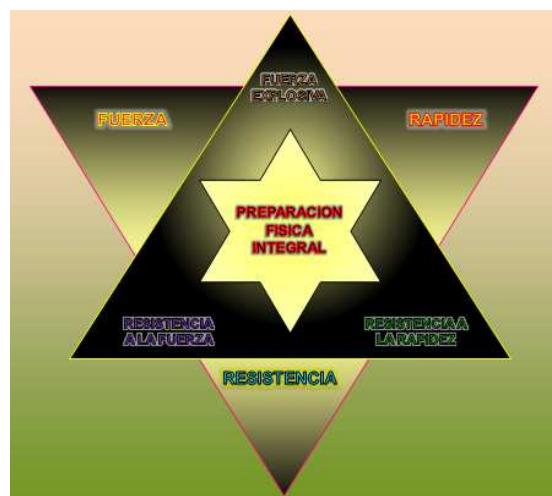 FUERZA
EXPLOSIVA
FUERZA
RAPIDEZ
PREPARACION
FISICA
INTEGRAL
RESISTENCIA
A LA FUERZA
RESISTENCIA A
LA RAPIDEZ
RESISTENCIA